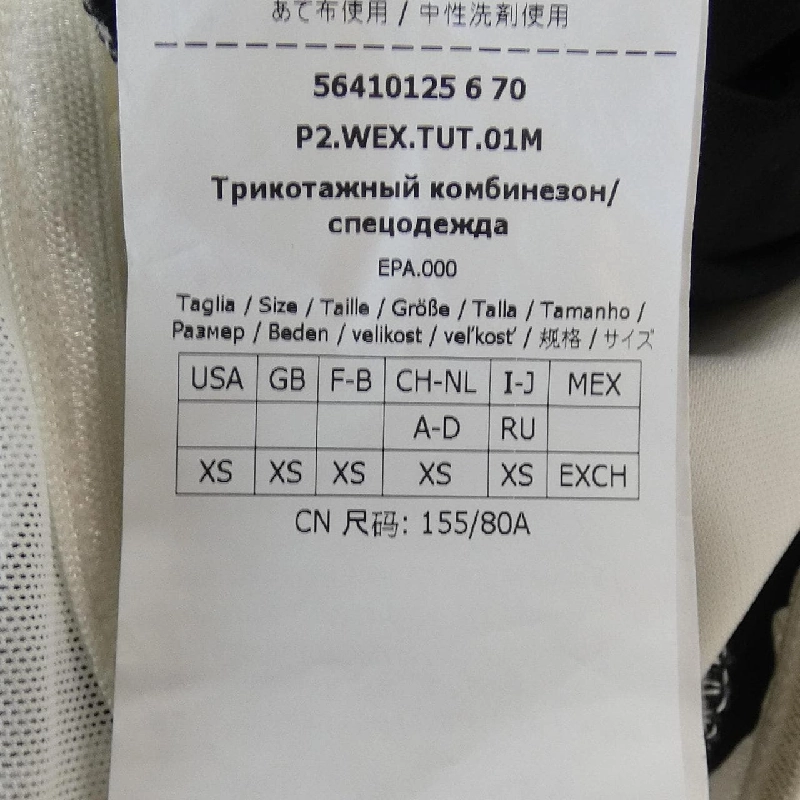 あて布使用 / 中性洗剤使用
56410125 6 70
P2.WEX.TUT.01M
Трикотажный комбинезон/
спецодежда
EPA.000
Taglia / Size / Taille / Größe / Talla / Tamanho /
Размер / Beden / velikost / veľkosť / 规格 / サイズ
USA GB F-B CH-NL I-J MEX
A-D RU
XS XS XS XS XS EXCH
CN 尺码: 155/80A